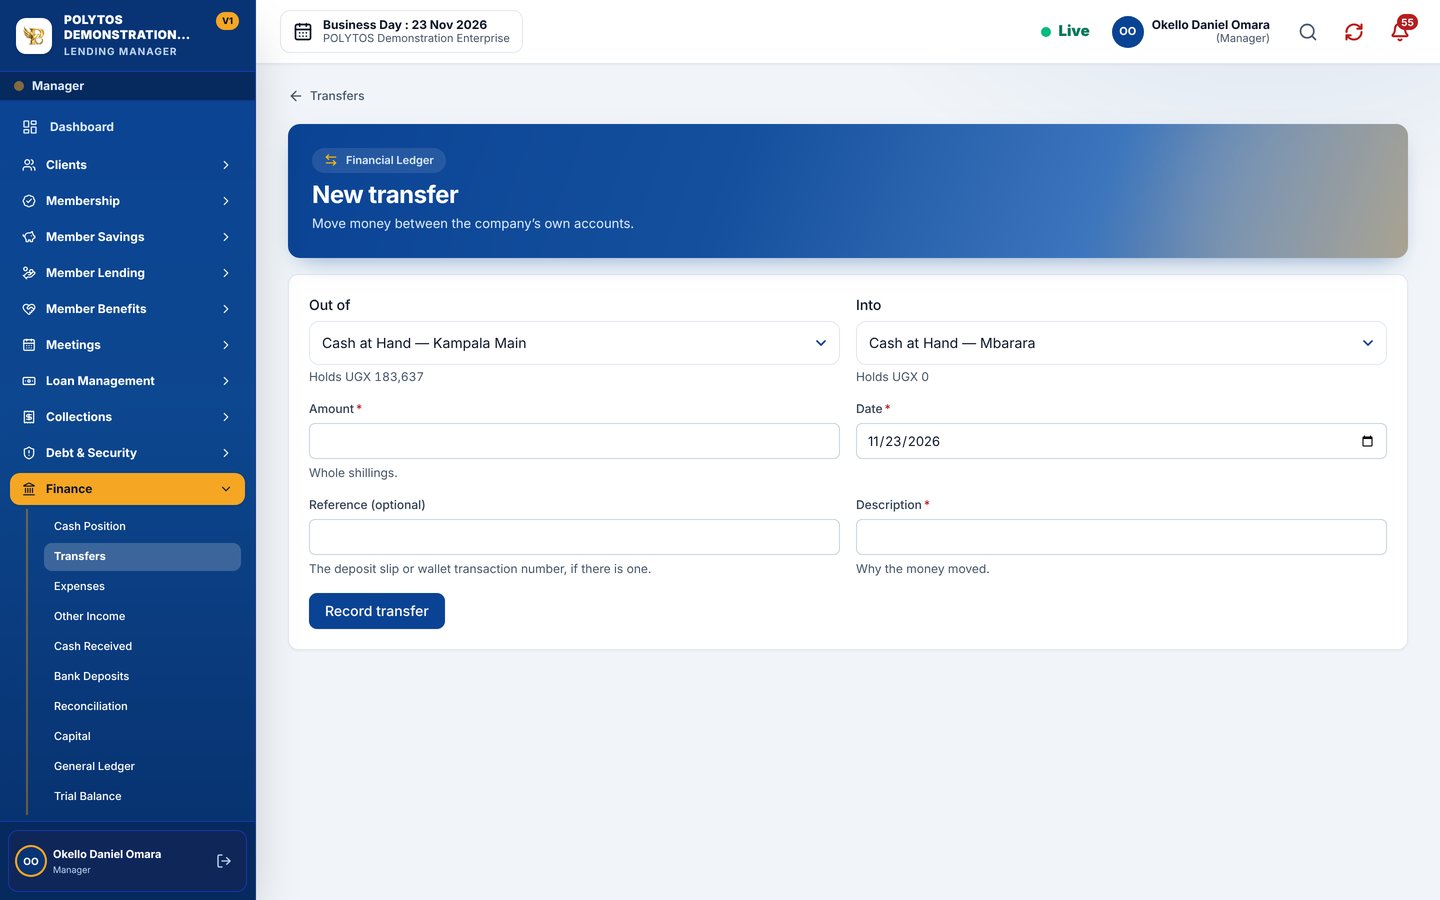 POLYTOS
DEMONSTRATION...
V1
LENDING MANAGER
Manager
Dashboard
Clients
Membership
Member Savings
Member Lending
Member Benefits
Meetings
Loan Management
Collections
Debt & Security
Finance
Cash Position
Transfers
Expenses
Other Income
Cash Received
Bank Deposits
Reconciliation
Capital
General Ledger
Trial Balance
OO
Okello Daniel Omara
Manager
Business Day : 23 Nov 2026
POLYTOS Demonstration Enterprise
Live
OO
Okello Daniel Omara
(Manager)
55
Transfers
Financial Ledger
New transfer
Move money between the company’s own accounts.
Out of
Into
Cash at Hand — Kampala Main
Cash at Hand — Mbarara
Holds UGX 183,637
Holds UGX 0
Amount *
Date *
11/23/2026
Whole shillings.
Reference (optional)
Description *
The deposit slip or wallet transaction number, if there is one.
Why the money moved.
Record transfer